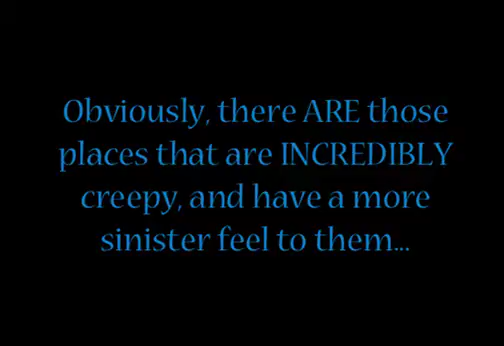 Obviously, there ARE those
places that are INCREDIBLY
creepy, and have a more
sinister feel to them...